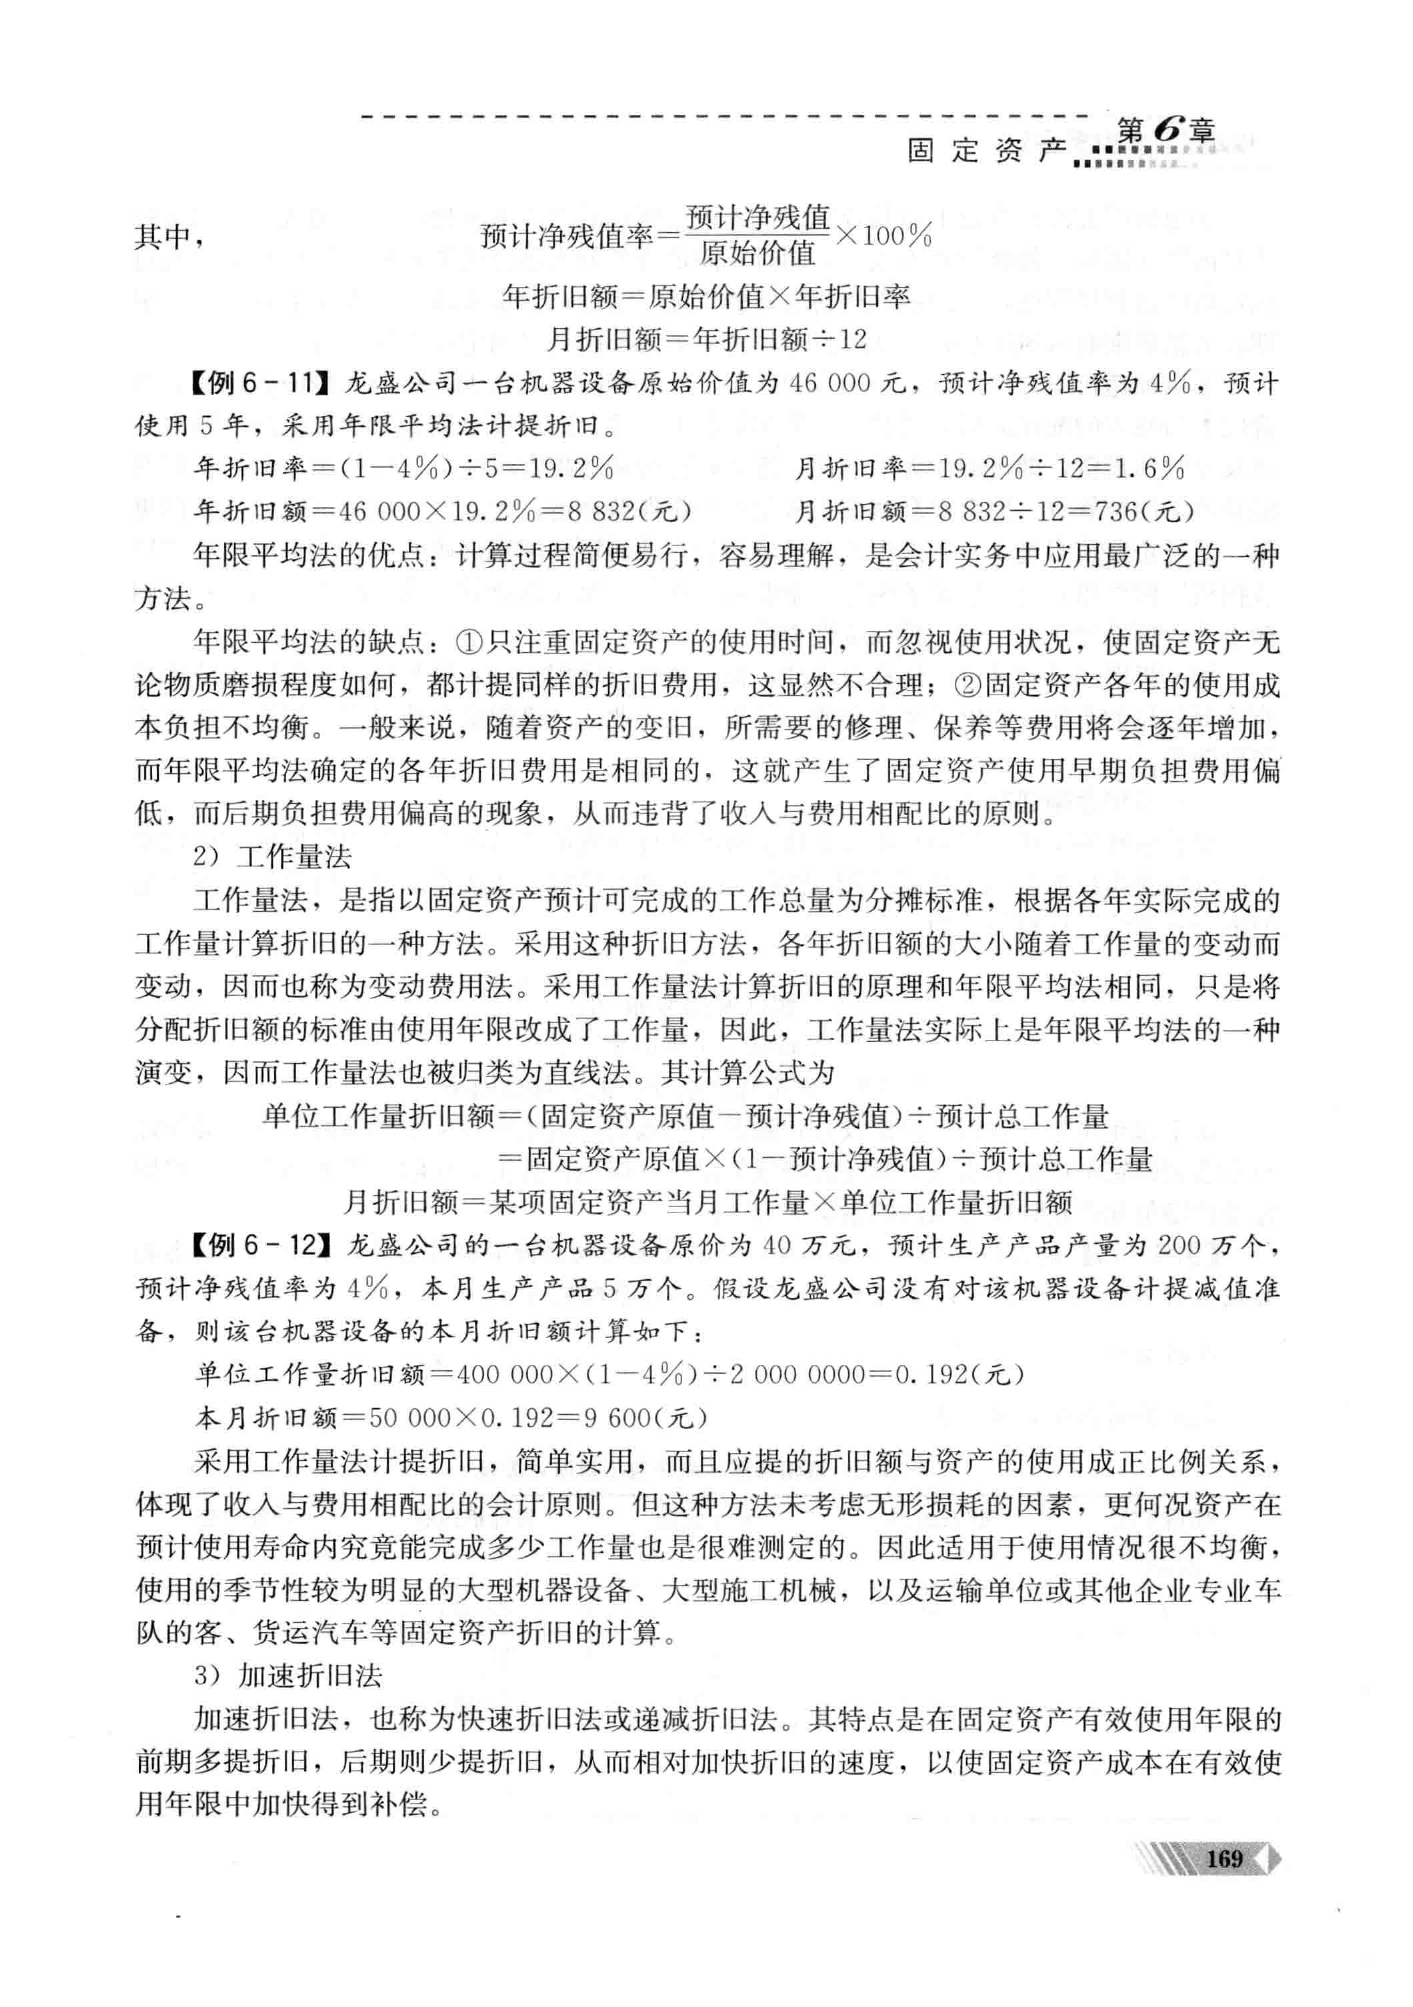 第6章
固定资产
其中，
预计净残值率=预计净残值/原始价值×100%
年折旧额=原始价值×年折旧率
月折旧额=年折旧额÷12
【例6-11】龙盛公司一台机器设备原始价值为46 000元，预计净残值率为4%，预计
使用5年，采用年限平均法计提折旧。
年折旧率=(1-4%)÷5=19.2%　　月折旧率=19.2%÷12=1.6%
年折旧额=46 000×19.2%=8 832(元)　　月折旧额=8 832÷12=736(元)
年限平均法的优点：计算过程简便易行，容易理解，是会计实务中应用最广泛的一种
方法。
年限平均法的缺点：①只注重固定资产的使用时间，而忽视使用状况，使固定资产无
论物质磨损程度如何，都计提同样的折旧费用，这显然不合理；②固定资产各年的使用成
本负担不均衡。一般来说，随着资产的变旧，所需要的修理、保养等费用将会逐年增加，
而年限平均法确定的各年折旧费用是相同的，这就产生了固定资产使用早期负担费用偏
低，而后期负担费用偏高的现象，从而违背了收入与费用相配比的原则。
2）工作量法
工作量法，是指以固定资产预计可完成的工作总量为分摊标准，根据各年实际完成的
工作量计算折旧的一种方法。采用这种折旧方法，各年折旧额的大小随着工作量的变动而
变动，因而也称为变动费用法。采用工作量法计算折旧的原理和年限平均法相同，只是将
分配折旧额的标准由使用年限改成了工作量，因此，工作量法实际上是年限平均法的一种
演变，因而工作量法也被归类为直线法。其计算公式为
单位工作量折旧额=(固定资产原值-预计净残值)÷预计总工作量
=固定资产原值×(1-预计净残值)÷预计总工作量
月折旧额=某项固定资产当月工作量×单位工作量折旧额
【例6-12】龙盛公司的一台机器设备原价为40万元，预计生产产品产量为200万个，
预计净残值率为4%，本月生产产品5万个。假设龙盛公司没有对该机器设备计提减值准
备，则该台机器设备的本月折旧额计算如下：
单位工作量折旧额=400 000×(1-4%)÷2 000 0000=0.192(元)
本月折旧额=50 000×0.192=9 600(元)
采用工作量法计提折旧，简单实用，而且应提的折旧额与资产的使用成正比例关系，
体现了收入与费用相配比的会计原则。但这种方法未考虑无形损耗的因素，更何况资产在
预计使用寿命内究竟能完成多少工作量也是很难测定的。因此适用于使用情况很不均衡，
使用的季节性较为明显的大型机器设备、大型施工机械，以及运输单位或其他企业专业车
队的客、货运汽车等固定资产折旧的计算。
3）加速折旧法
加速折旧法，也称为快速折旧法或递减折旧法。其特点是在固定资产有效使用年限的
前期多提折旧，后期则少提折旧，从而相对加快折旧的速度，以使固定资产成本在有效使
用年限中加快得到补偿。
169